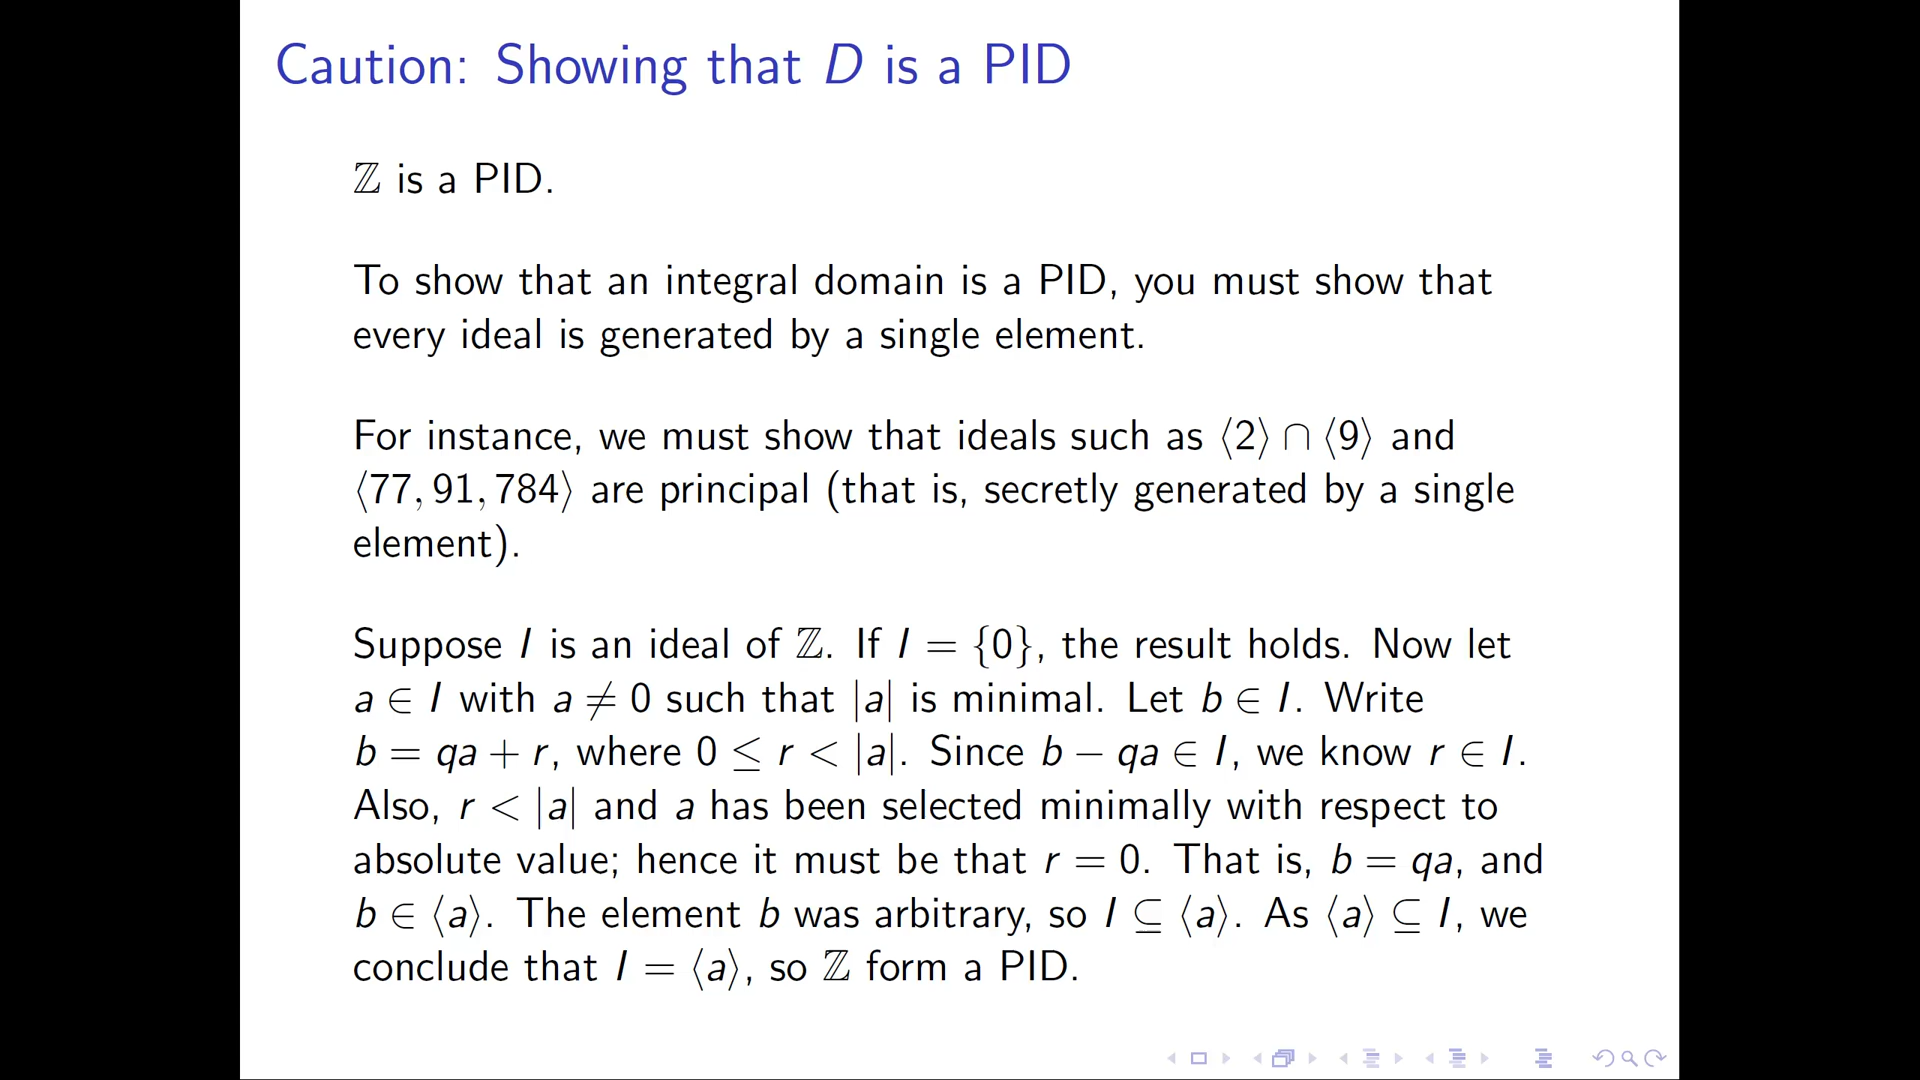 Caution: Showing that D is a PID
ℤ is a PID.
To show that an integral domain is a PID, you must show that
every ideal is generated by a single element.
For instance, we must show that ideals such as ⟨2⟩ ∩ ⟨9⟩ and
⟨77, 91, 784⟩ are principal (that is, secretly generated by a single
element).
Suppose I is an ideal of ℤ. If I = {0}, the result holds. Now let
a ∈ I with a ≠ 0 such that |a| is minimal. Let b ∈ I. Write
b = qa + r, where 0 ≤ r < |a|. Since b − qa ∈ I, we know r ∈ I.
Also, r < |a| and a has been selected minimally with respect to
absolute value; hence it must be that r = 0. That is, b = qa, and
b ∈ ⟨a⟩. The element b was arbitrary, so I ⊆ ⟨a⟩. As ⟨a⟩ ⊆ I, we
conclude that I = ⟨a⟩, so ℤ form a PID.